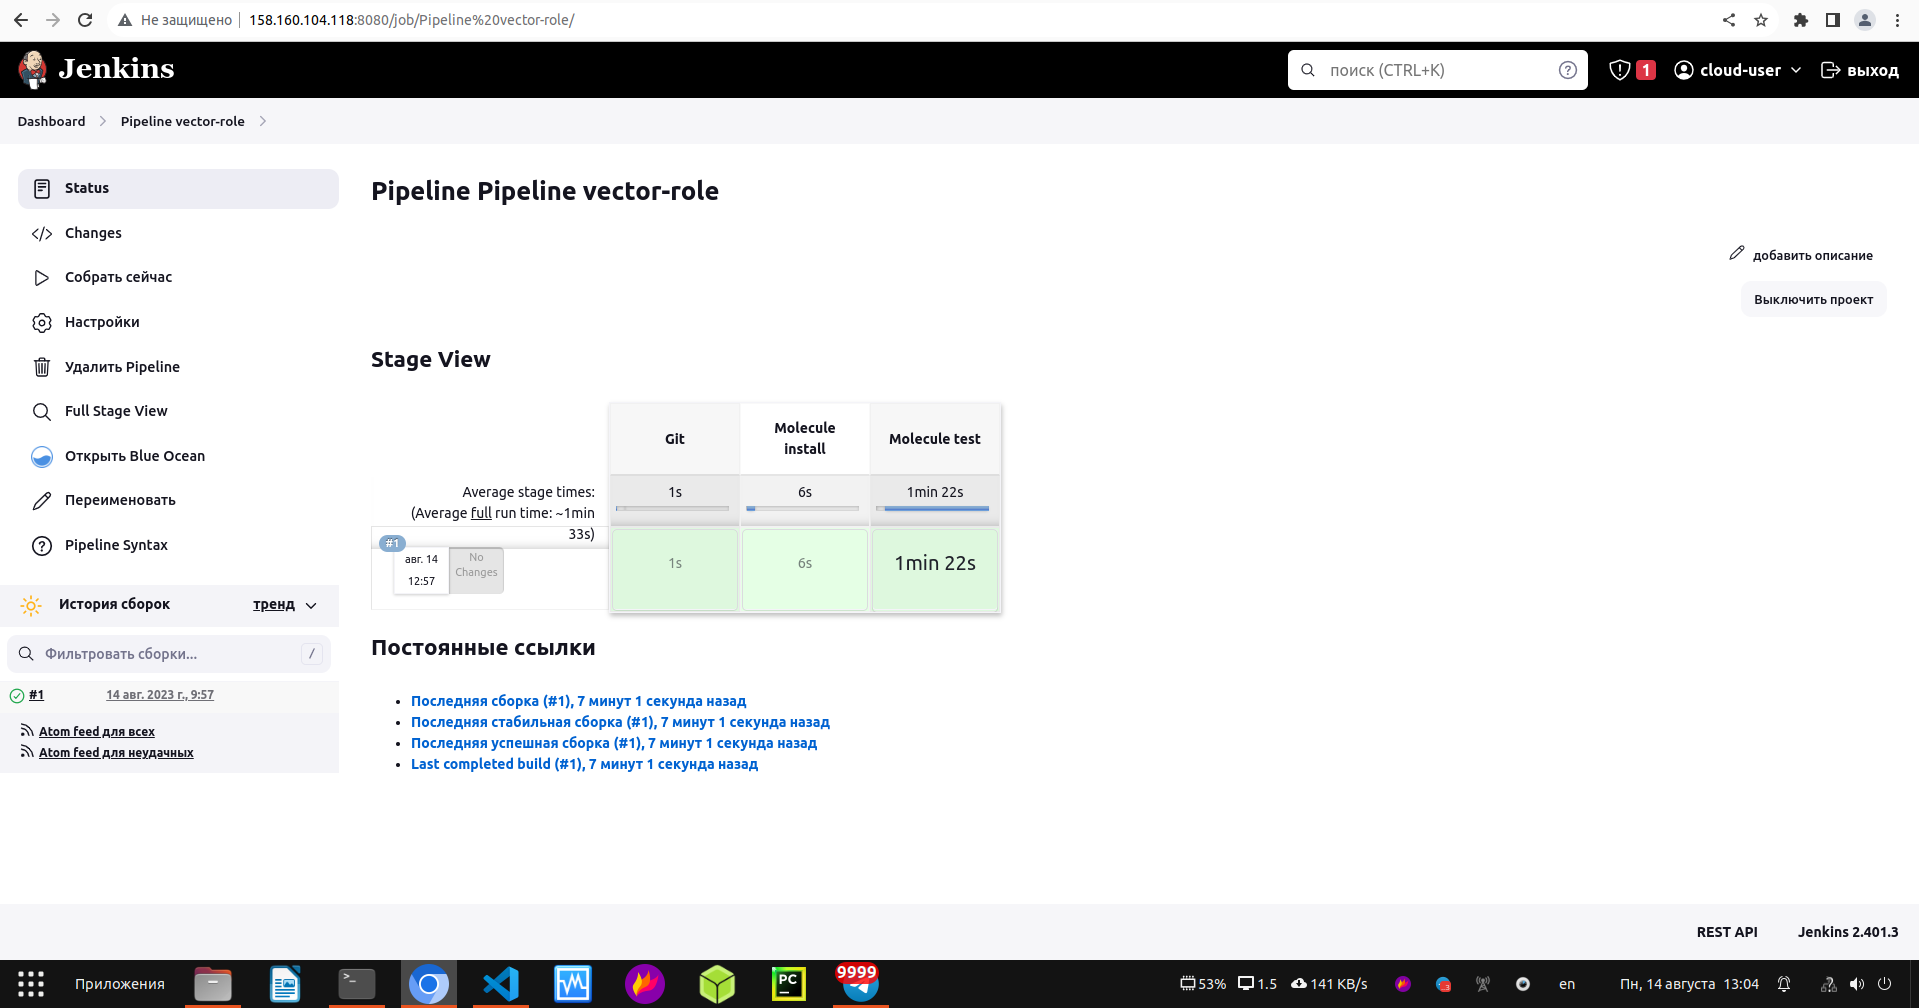 Не защищено
158.160.104.118:8080/job/Pipeline%20vector-role/
Jenkins
поиск (CTRL+K)
1
cloud-user
выход
Dashboard
Pipeline vector-role
Status
Changes
Собрать сейчас
Настройки
Удалить Pipeline
Full Stage View
Открыть Blue Ocean
Переименовать
Pipeline Syntax
История сборок
тренд
Фильтровать сборки...
/
#1
14 авг. 2023 г., 9:57
Atom feed для всех
Atom feed для неудачных
Pipeline Pipeline vector-role
добавить описание
Выключить проект
Stage View
Git
Molecule
install
Molecule test
Average stage times:
(Average full run time: ~1min
33s)
1s
6s
1min 22s
#1
авг. 14
12:57
No
Changes
1s
6s
1min 22s
Постоянные ссылки
Последняя сборка (#1), 7 минут 1 секунда назад
Последняя стабильная сборка (#1), 7 минут 1 секунда назад
Последняя успешная сборка (#1), 7 минут 1 секунда назад
Last completed build (#1), 7 минут 1 секунда назад
REST API
Jenkins 2.401.3
Приложения
PC
9999
53%
1.5
141 KB/s
en
Пн, 14 августа 13:04